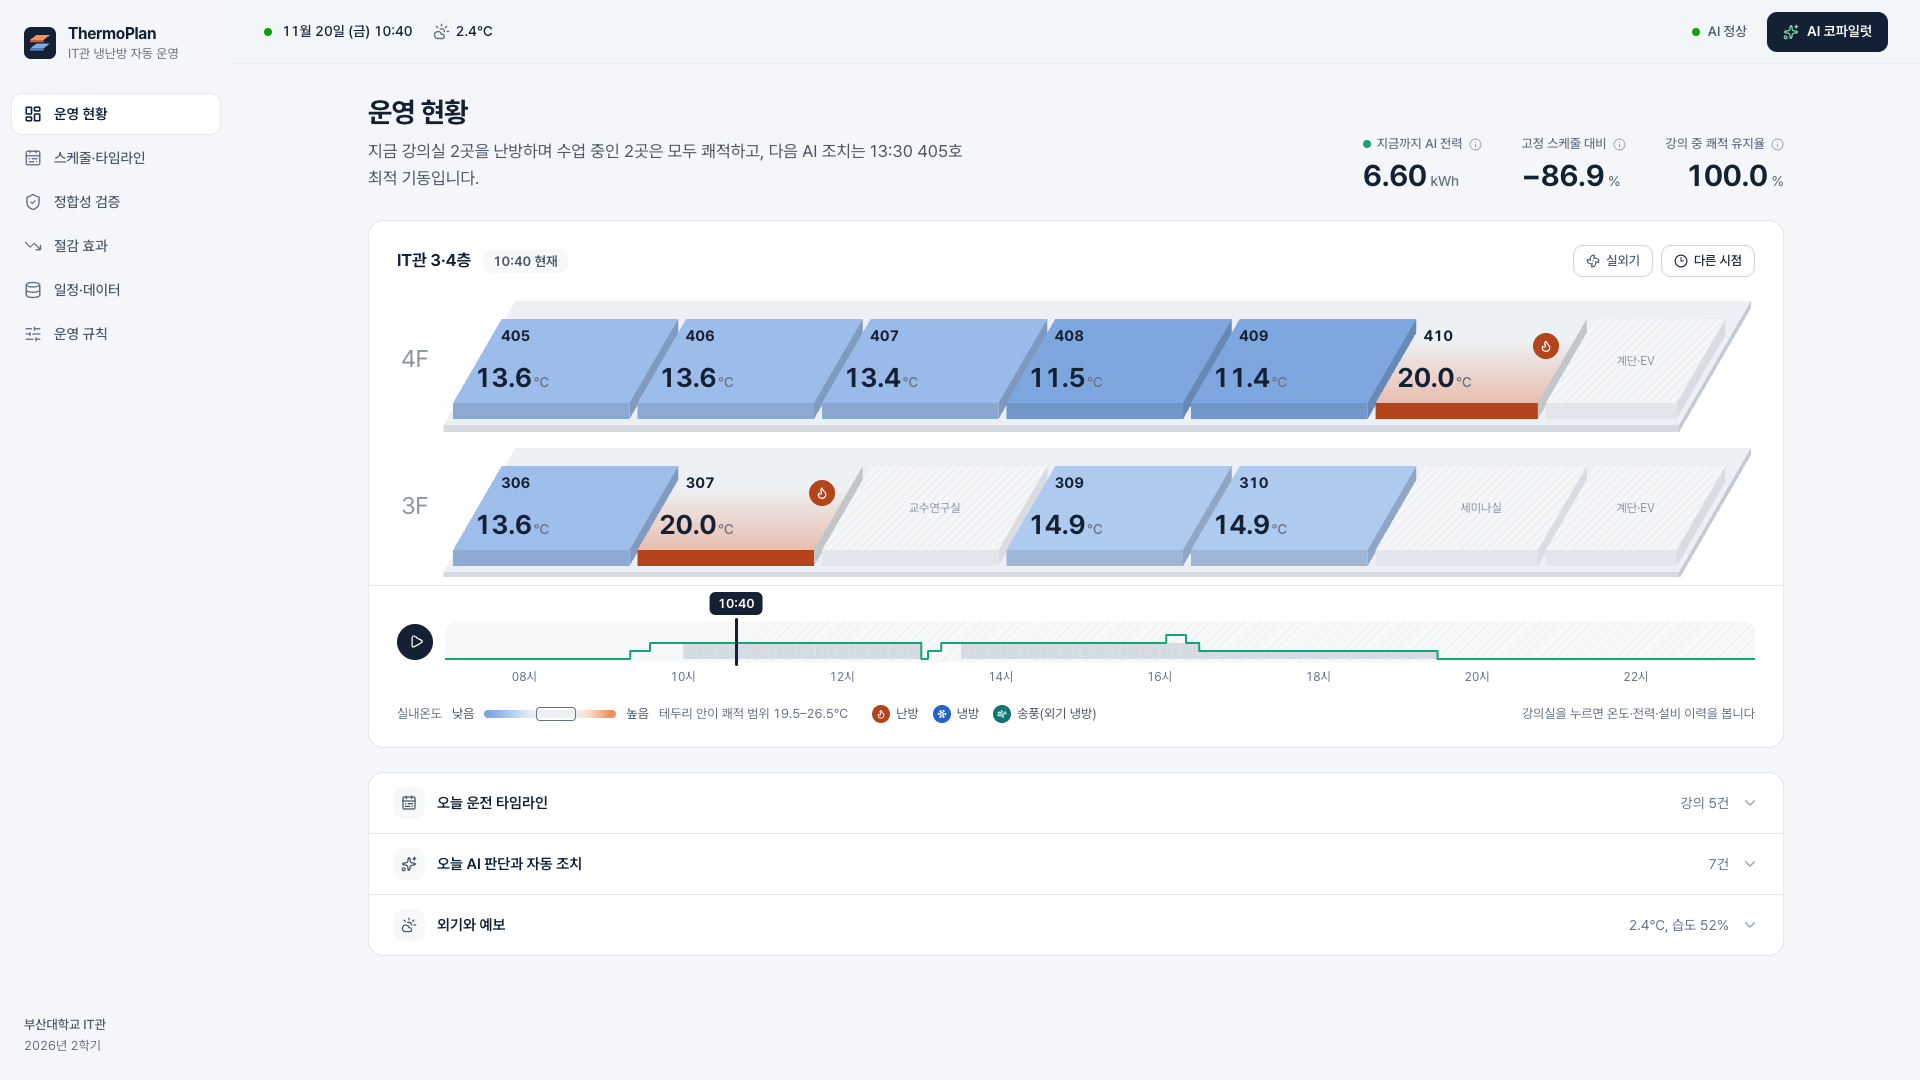 ThermoPlan
IT관 냉난방 자동 운영
운영 현황
스케줄·타임라인
정합성 검증
절감 효과
일정·데이터
운영 규칙
부산대학교 IT관
2026년 2학기
11월 20일 (금) 10:40
2.4°C
AI 정상
AI 코파일럿
운영 현황
지금 강의실 2곳을 난방하며 수업 중인 2곳은 모두 쾌적하고, 다음 AI 조치는 13:30 405호
최적 기동입니다.
지금까지 AI 전력
6.60 kWh
고정 스케줄 대비
−86.9 %
강의 중 쾌적 유지율
100.0 %
IT관 3·4층
10:40 현재
실외기
다른 시점
4F
405
13.6°C
406
13.6°C
407
13.4°C
408
11.5°C
409
11.4°C
410
20.0°C
계단·EV
3F
306
13.6°C
307
20.0°C
교수연구실
309
14.9°C
310
14.9°C
세미나실
계단·EV
10:40
08시
10시
12시
14시
16시
18시
20시
22시
실내온도 낮음 높음 테두리 안이 쾌적 범위 19.5–26.5°C 난방 냉방 송풍(외기 냉방)
강의실을 누르면 온도·전력·설비 이력을 봅니다
오늘 운전 타임라인
강의 5건
오늘 AI 판단과 자동 조치
7건
외기와 예보
2.4°C, 습도 52%